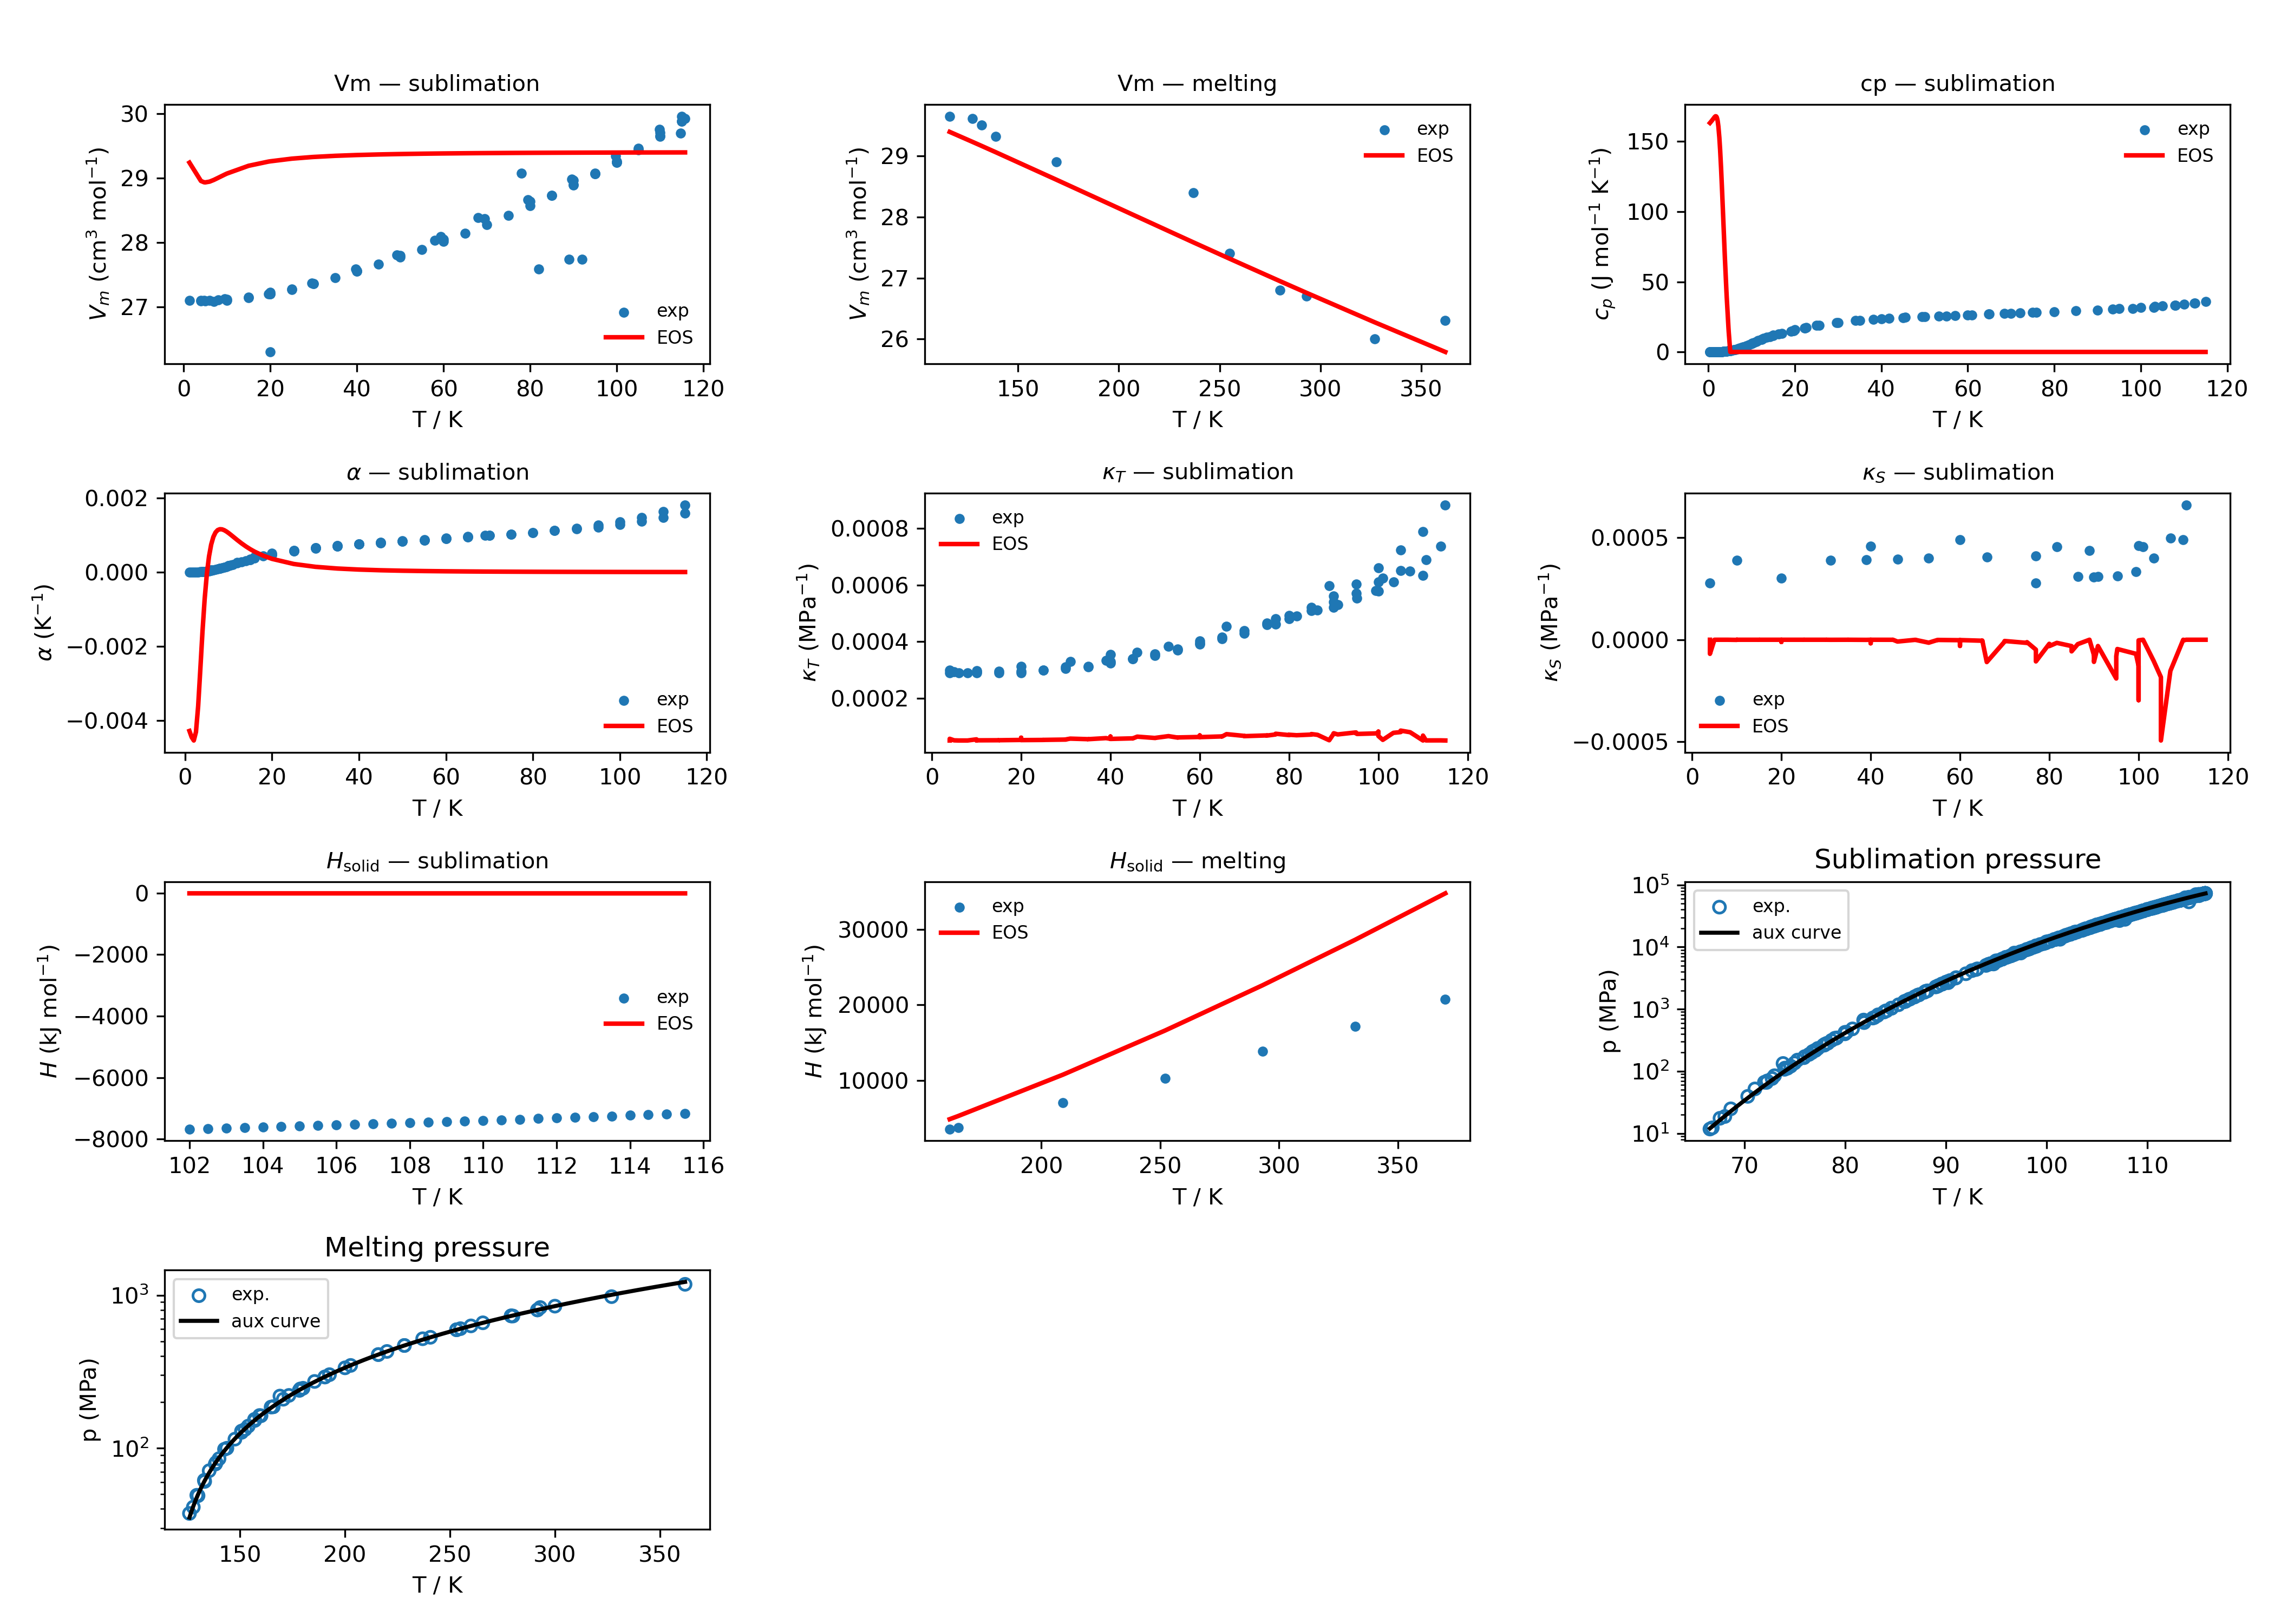 Vm — sublimation
30
29
28
27
V_m (cm³ mol⁻¹)
exp
EOS
0 20 40 60 80 100 120
T / K
Vm — melting
29
28
27
26
V_m (cm³ mol⁻¹)
exp
EOS
150 200 250 300 350
T / K
cp — sublimation
150
100
50
0
c_p (J mol⁻¹ K⁻¹)
exp
EOS
0 20 40 60 80 100 120
T / K
α — sublimation
0.002
0.000
−0.002
−0.004
α (K⁻¹)
exp
EOS
0 20 40 60 80 100 120
T / K
κ_T — sublimation
0.0008
0.0006
0.0004
0.0002
κ_T (MPa⁻¹)
exp
EOS
0 20 40 60 80 100 120
T / K
κ_S — sublimation
0.0005
0.0000
−0.0005
κ_S (MPa⁻¹)
exp
EOS
0 20 40 60 80 100 120
T / K
H_solid — sublimation
0
−2000
−4000
−6000
−8000
H (kJ mol⁻¹)
exp
EOS
102 104 106 108 110 112 114 116
T / K
H_solid — melting
30000
20000
10000
H (kJ mol⁻¹)
exp
EOS
200 250 300 350
T / K
Sublimation pressure
10⁵
10⁴
10³
10²
10¹
p (MPa)
exp.
aux curve
70 80 90 100 110
T / K
Melting pressure
10³
10²
p (MPa)
exp.
aux curve
150 200 250 300 350
T / K